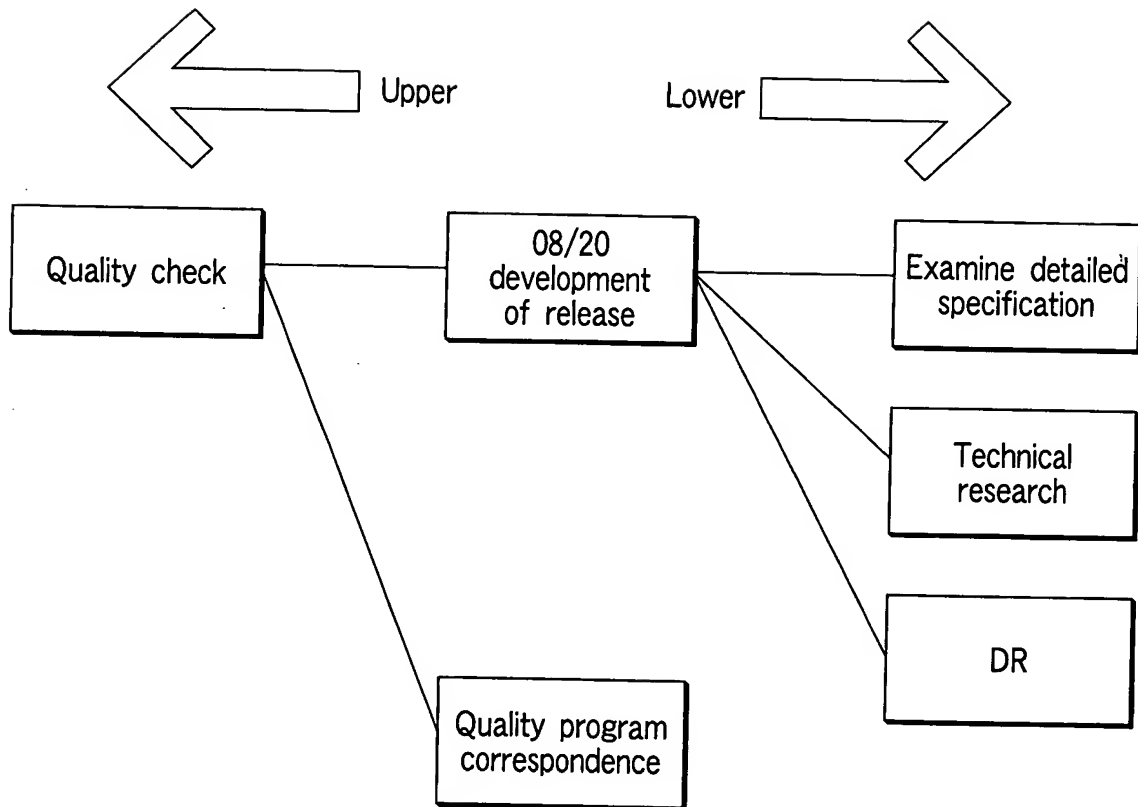 Upper
Lower
Quality check
08/20
development
of release
Examine detailed
specification
Technical
research
DR
Quality program
correspondence